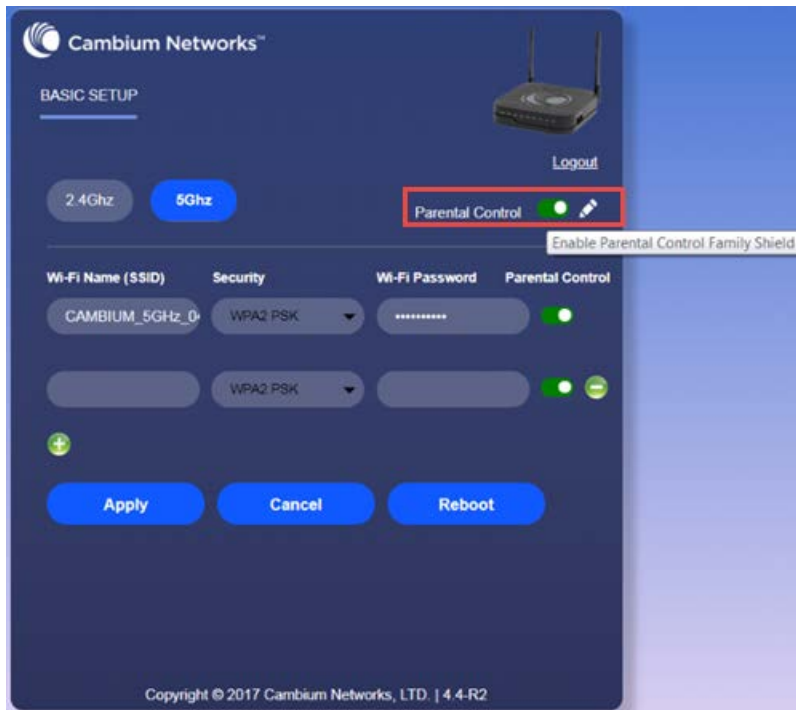 Cambium Networks™
BASIC SETUP
Logout
2.4Ghz 5Ghz Parental Control
Enable Parental Control Family Shield
Wi-Fi Name (SSID) Security Wi-Fi Password Parental Control
CAMBIUM_5GHz_0 WPA2 PSK ••••••••••
WPA2 PSK
Apply Cancel Reboot
Copyright © 2017 Cambium Networks, LTD. | 4.4-R2